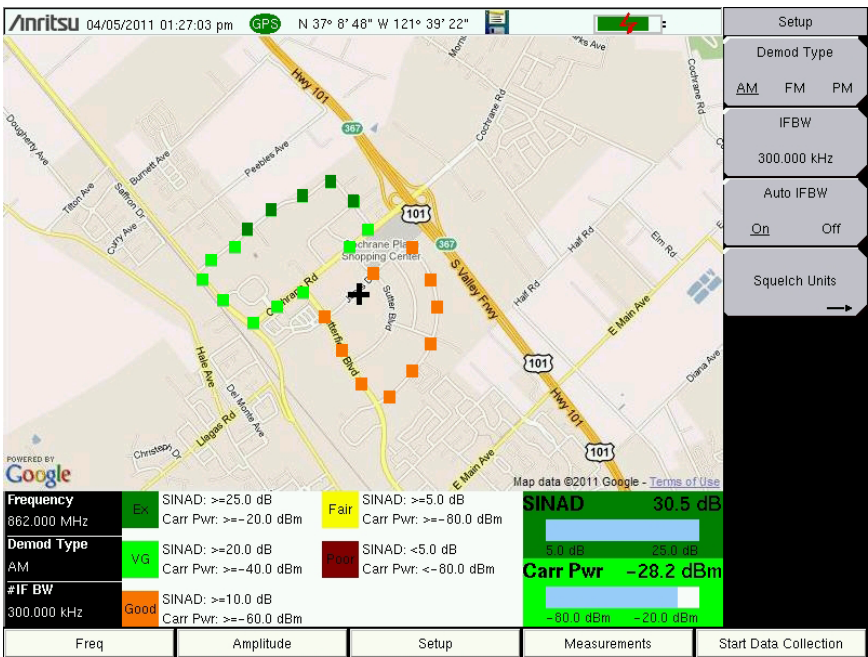 Anritsu 04/05/2011 01:27:03 pm GPS N 37° 8' 48" W 121° 39' 22"
Setup
Demod Type
AM FM PM
IFBW
300.000 kHz
Auto IFBW
On Off
Squelch Units
Hwy 101
Cochrane Rd
Cochrane Rd
367
Dougherty Ave
Burnett Ave
Peebles Ave
Tilton Ave
Saffron Dr
Curry Ave
101
367
Cochrane Plaza
Shopping Center
Half Rd
Elm Rd
S Valley Frwy
Cochrane Rd
Sutter Blvd
Half Rd
E Main Ave
Butterfield Blvd
Hale Ave
101
Diana Ave
Del Monte Ave
Hwy 101
Llagas Rd
Christeph Dr
101
E Main Ave
POWERED BY
Google
Map data ©2011 Google - Terms of Use
Frequency
862.000 MHz
Demod Type
AM
#IF BW
300.000 kHz
Ex
SINAD: >=25.0 dB
Carr Pwr: >=-20.0 dBm
VG
SINAD: >=20.0 dB
Carr Pwr: >=-40.0 dBm
Good
SINAD: >=10.0 dB
Carr Pwr: >=-60.0 dBm
Fair
SINAD: >=5.0 dB
Carr Pwr: >=-80.0 dBm
Poor
SINAD: <5.0 dB
Carr Pwr: <-80.0 dBm
SINAD 30.5 dB
5.0 dB 25.0 dB
Carr Pwr -28.2 dBm
-80.0 dBm -20.0 dBm
Freq Amplitude Setup Measurements Start Data Collection